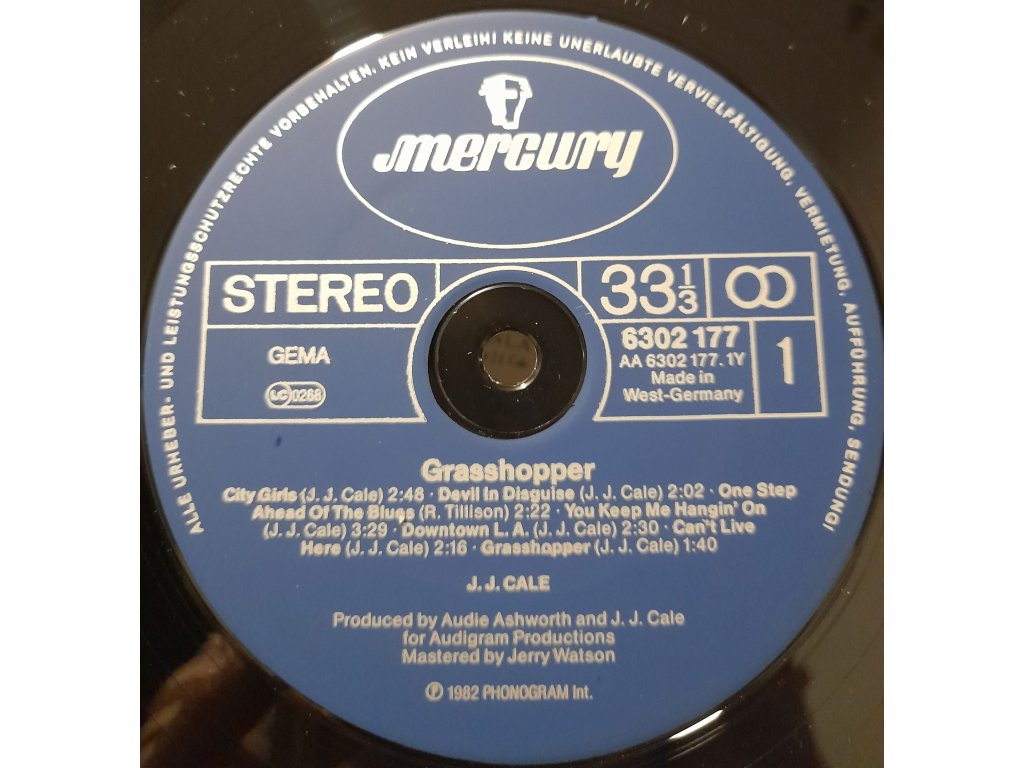 ALLE URHEBER- UND LEISTUNGSSCHUTZRECHTE VORBEHALTEN. KEIN VERLEIH! KEINE UNERLAUBTE VERVIELFÄLTIGUNG, VERMIETUNG, AUFFÜHRUNG, SENDUNG!
mercury
STEREO
33 1/3
GEMA
LC 0268
6302 177
AA 6302 177.1Y
Made in
West-Germany
1
Grasshopper
City Girls (J. J. Cale) 2:48 · Devil In Disguise (J. J. Cale) 2:02 · One Step
Ahead Of The Blues (R. Tillison) 2:22 · You Keep Me Hangin' On
(J. J. Cale) 3:29 · Downtown L. A. (J. J. Cale) 2:30 · Can't Live
Here (J. J. Cale) 2:16 · Grasshopper (J. J. Cale) 1:40
J. J. CALE
Produced by Audie Ashworth and J. J. Cale
for Audigram Productions
Mastered by Jerry Watson
℗ 1982 PHONOGRAM Int.